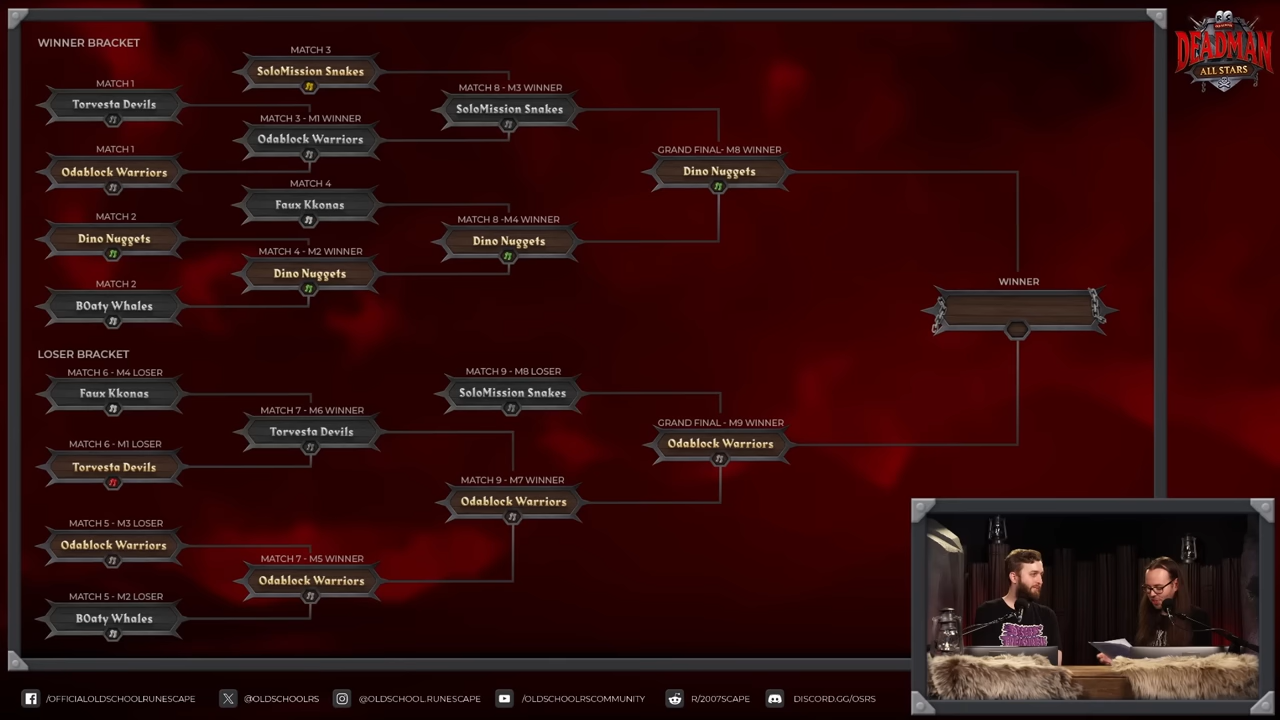 WINNER BRACKET
MATCH 1
Torvesta Devils
MATCH 1
Odablock Warriors
MATCH 2
Dino Nuggets
MATCH 2
B0aty Whales
MATCH 3
SoloMission Snakes
MATCH 3 - M1 WINNER
Odablock Warriors
MATCH 4
Faux Kkonas
MATCH 4 - M2 WINNER
Dino Nuggets
MATCH 8 - M3 WINNER
SoloMission Snakes
MATCH 8 -M4 WINNER
Dino Nuggets
GRAND FINAL- M8 WINNER
Dino Nuggets
WINNER
LOSER BRACKET
MATCH 6 - M4 LOSER
Faux Kkonas
MATCH 6 - M1 LOSER
Torvesta Devils
MATCH 5 - M3 LOSER
Odablock Warriors
MATCH 5 - M2 LOSER
B0aty Whales
MATCH 7 - M6 WINNER
Torvesta Devils
MATCH 7 - M5 WINNER
Odablock Warriors
MATCH 9 - M8 LOSER
SoloMission Snakes
MATCH 9 - M7 WINNER
Odablock Warriors
GRAND FINAL - M9 WINNER
Odablock Warriors
DEADMAN
ALL STARS
/OFFICIALOLDSCHOOLRUNESCAPE
@OLDSCHOOLRS
@OLDSCHOOL.RUNESCAPE
/OLDSCHOOLRSCOMMUNITY
R/2007SCAPE
DISCORD.GG/OSRS